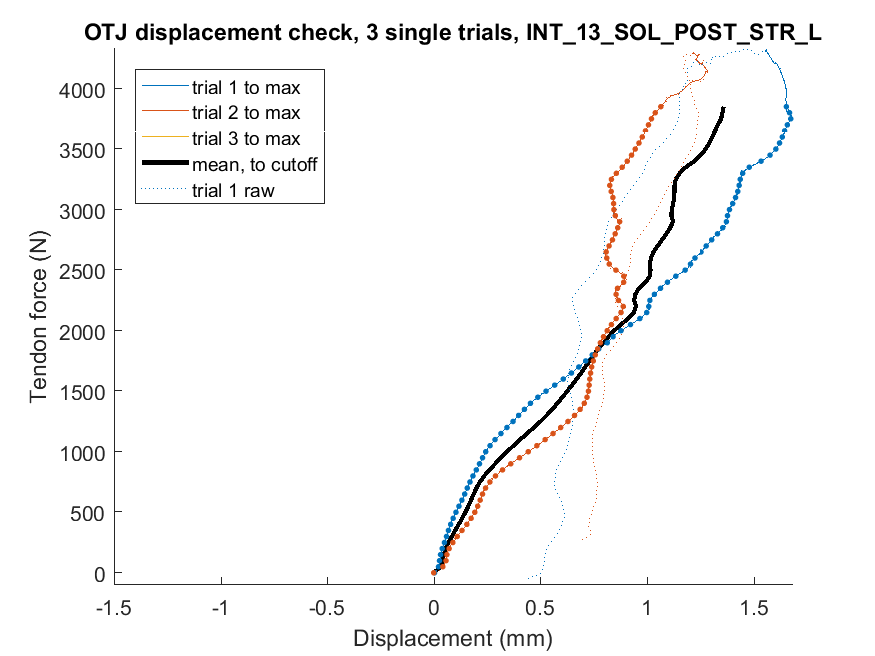 OTJ displacement check, 3 single trials, INT_13_SOL_POST_STR_L
trial 1 to max
trial 2 to max
trial 3 to max
mean, to cutoff
trial 1 raw
4000
3500
3000
2500
2000
1500
1000
500
0
Tendon force (N)
-1.5
-1
-0.5
0
0.5
1
1.5
Displacement (mm)